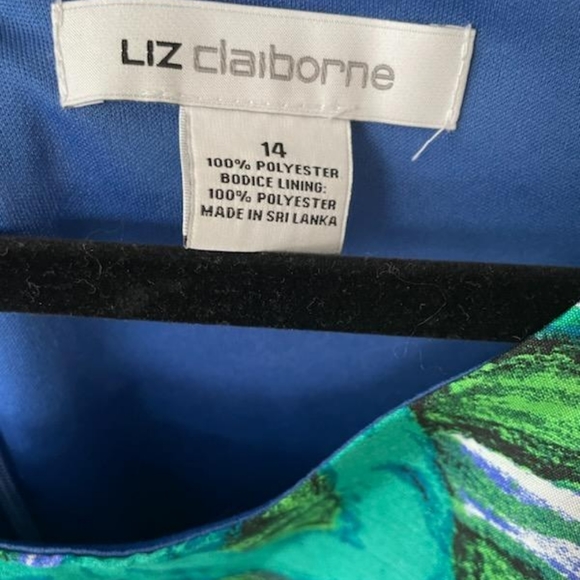 LIZ claiborne
14
100% POLYESTER
BODICE LINING:
100% POLYESTER
MADE IN SRI LANKA